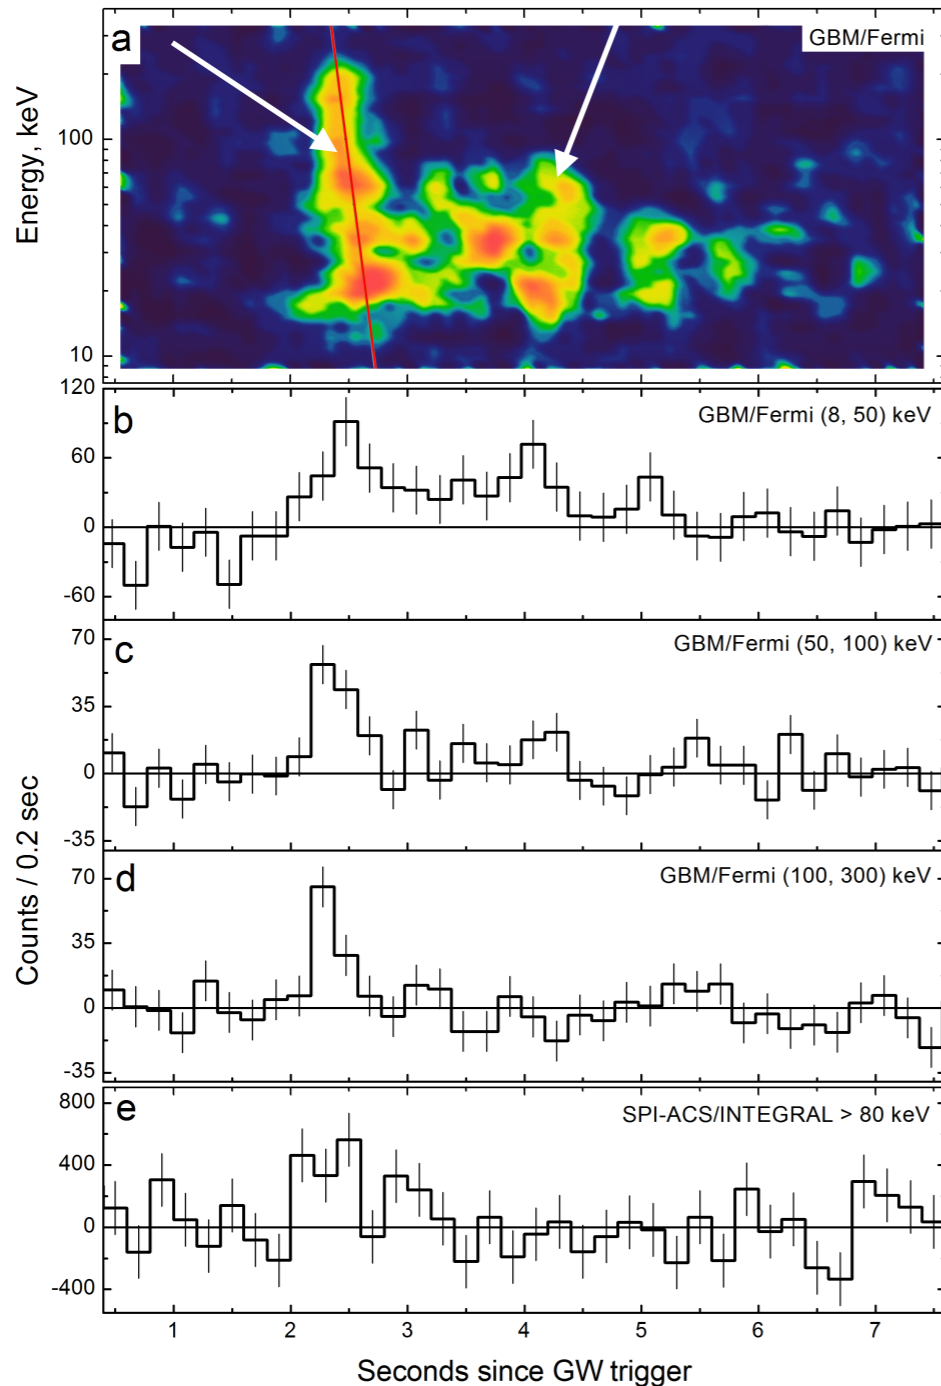 a
GBM/Fermi
Energy, keV
100
10
b
GBM/Fermi (8, 50) keV
120
60
0
-60
c
GBM/Fermi (50, 100) keV
70
35
0
-35
Counts / 0.2 sec
d
GBM/Fermi (100, 300) keV
70
35
0
-35
e
SPI-ACS/INTEGRAL > 80 keV
800
400
0
-400
1 2 3 4 5 6 7
Seconds since GW trigger